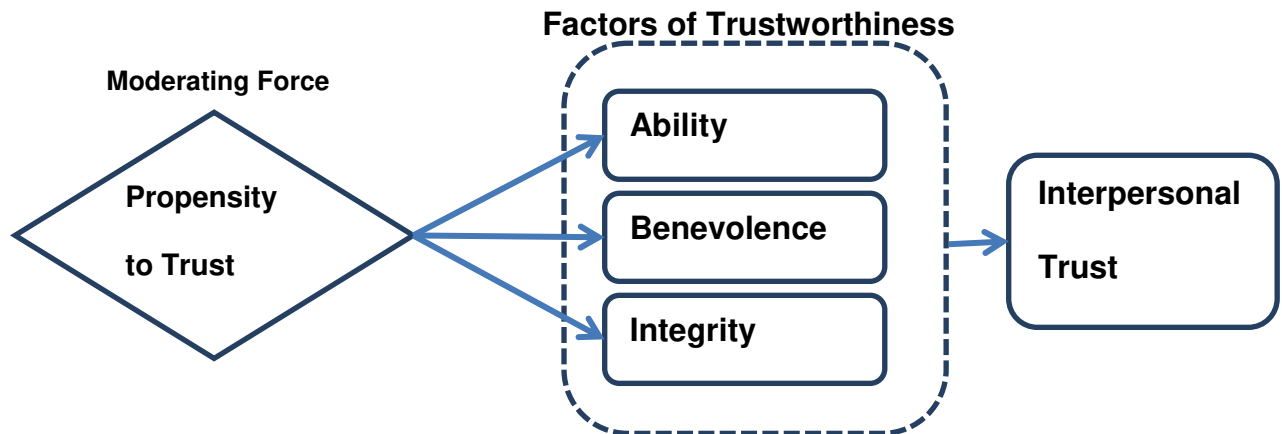 Factors of Trustworthiness
Moderating Force
Propensity
to Trust
Ability
Benevolence
Integrity
Interpersonal
Trust